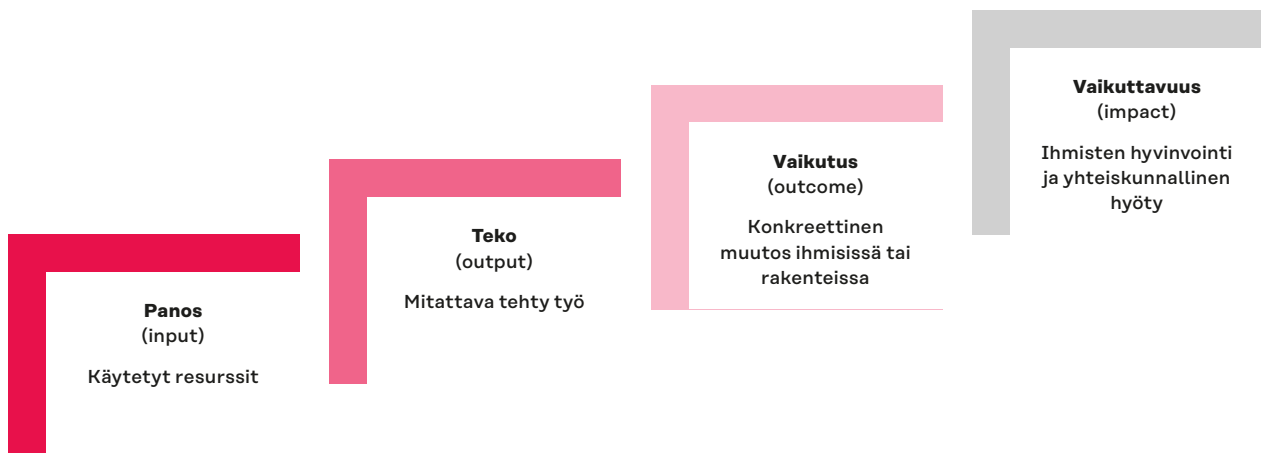 Panos
(input)
Käytetyt resurssit
Teko
(output)
Mitattava tehty työ
Vaikutus
(outcome)
Konkreettinen
muutos ihmisissä tai
rakenteissa
Vaikuttavuus
(impact)
Ihmisten hyvinvointi
ja yhteiskunnallinen
hyöty